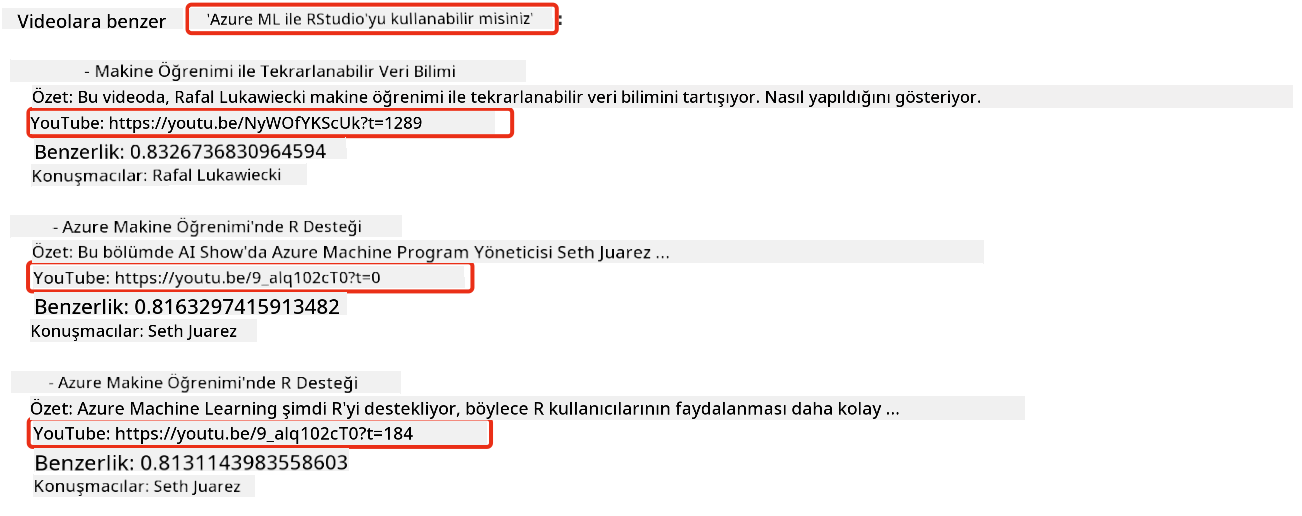 Videolara benzer 'Azure ML ile RStudio'yu kullanabilir misiniz' :
- Makine Öğrenimi ile Tekrarlanabilir Veri Bilimi
Özet: Bu videoda, Rafal Lukawiecki makine öğrenimi ile tekrarlanabilir veri bilimini tartışıyor. Nasıl yapıldığını gösteriyor.
YouTube: https://youtu.be/NyWOfYKScUk?t=1289
Benzerlik: 0.8326736830964594
Konuşmacılar: Rafal Lukawiecki
- Azure Makine Öğrenimi'nde R Desteği
Özet: Bu bölümde AI Show'da Azure Machine Program Yöneticisi Seth Juarez ...
YouTube: https://youtu.be/9_alq102cT0?t=0
Benzerlik: 0.8163297415913482
Konuşmacılar: Seth Juarez
- Azure Makine Öğrenimi'nde R Desteği
Özet: Azure Machine Learning şimdi R'yi destekliyor, böylece R kullanıcılarının faydalanması daha kolay ...
YouTube: https://youtu.be/9_alq102cT0?t=184
Benzerlik: 0.8131143983558603
Konuşmacılar: Seth Juarez